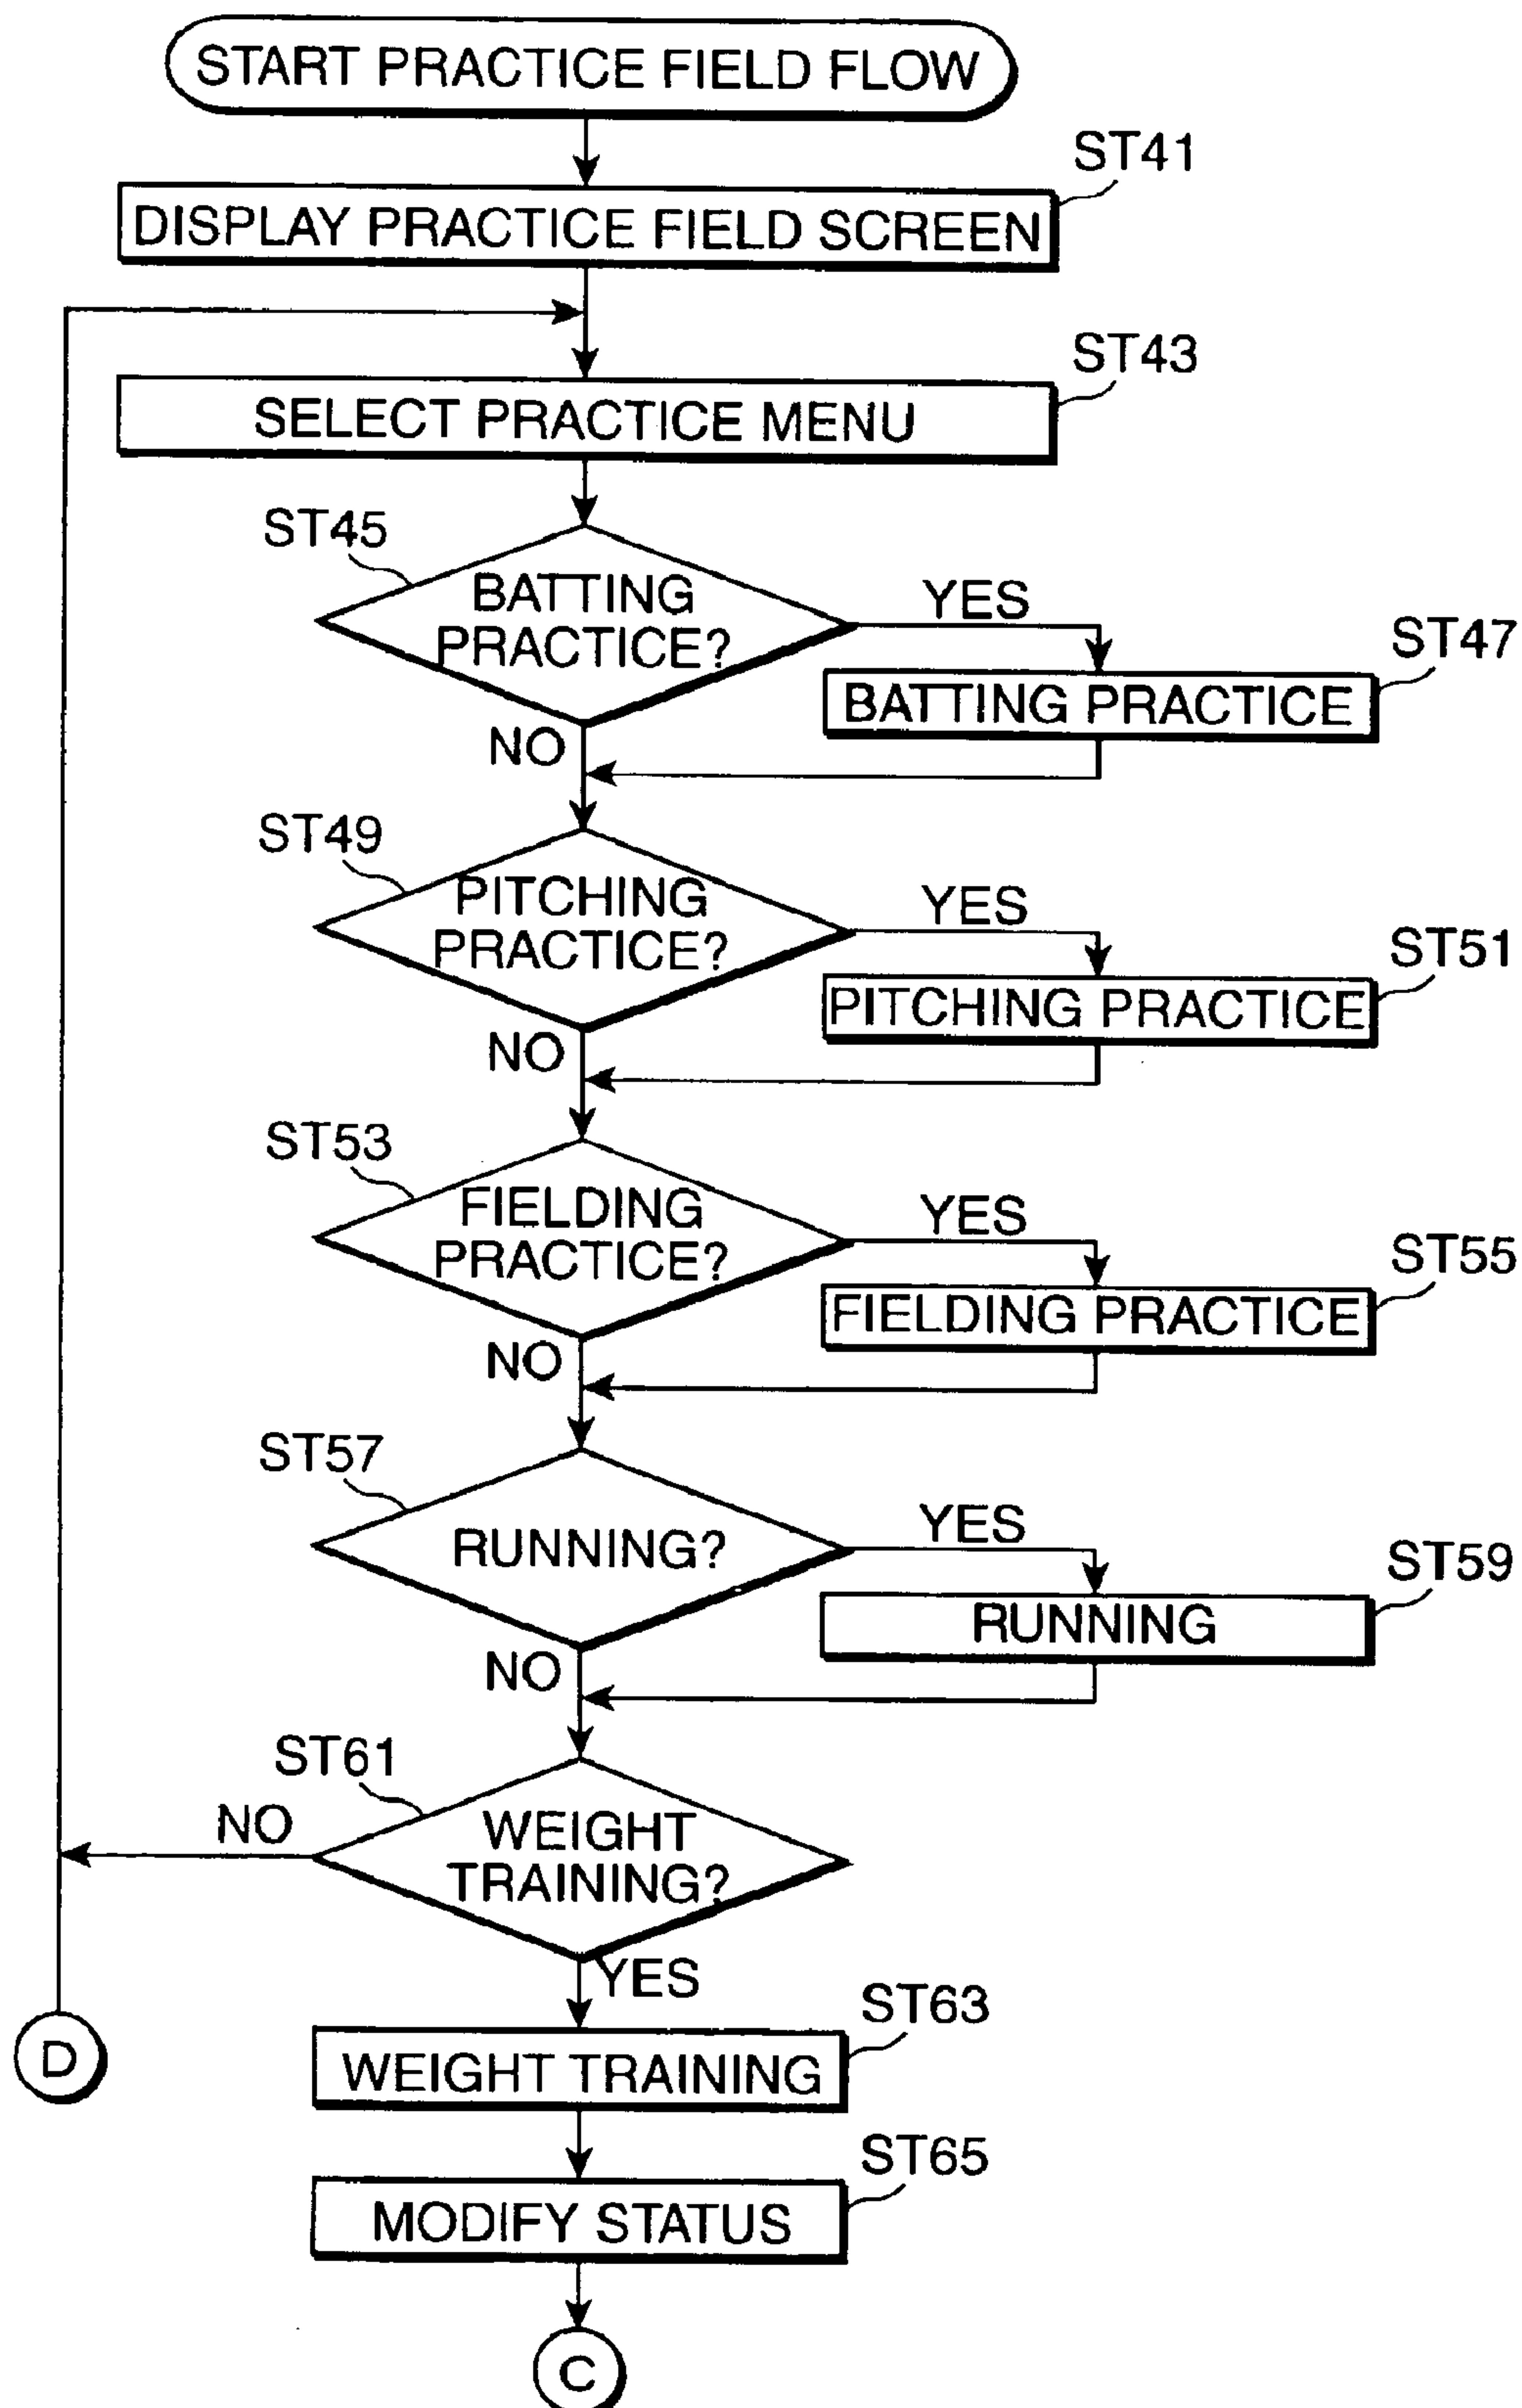 START PRACTICE FIELD FLOW
ST41
DISPLAY PRACTICE FIELD SCREEN
ST43
SELECT PRACTICE MENU
ST45
BATTING
PRACTICE?
YES
ST47
BATTING PRACTICE
NO
ST49
PITCHING
PRACTICE?
YES
ST51
PITCHING PRACTICE
NO
ST53
FIELDING
PRACTICE?
YES
ST55
FIELDING PRACTICE
NO
ST57
RUNNING?
YES
ST59
RUNNING
NO
ST61
NO
WEIGHT
TRAINING?
YES
ST63
D
WEIGHT TRAINING
ST65
MODIFY STATUS
C